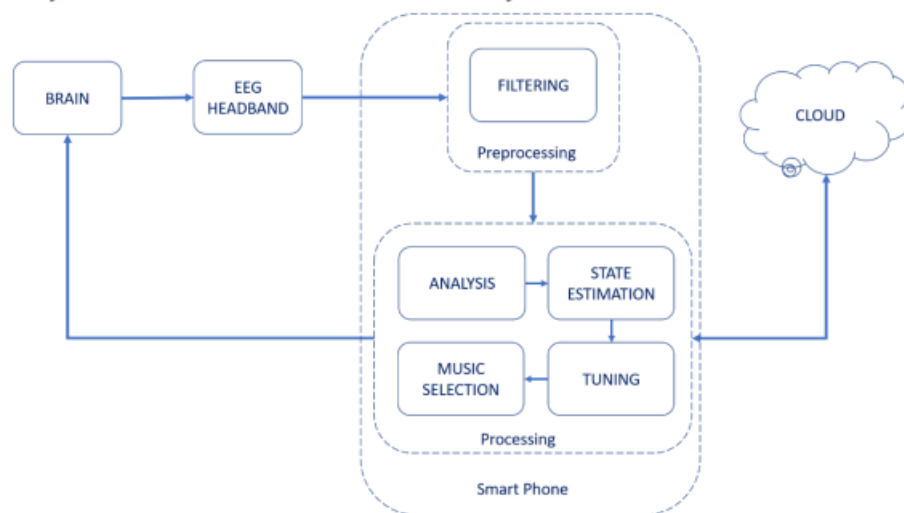 BRAIN
EEG
HEADBAND
FILTERING
Preprocessing
CLOUD
ANALYSIS
STATE
ESTIMATION
MUSIC
SELECTION
TUNING
Processing
Smart Phone